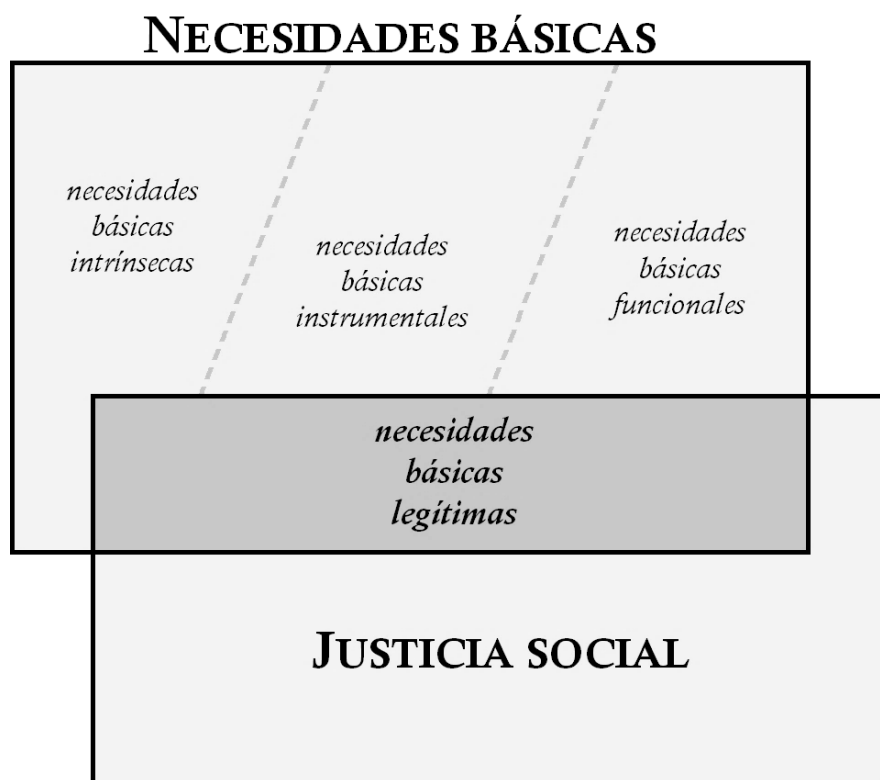 NECESIDADES BÁSICAS
necesidades
básicas
intrínsecas
necesidades
básicas
instrumentales
necesidades
básicas
funcionales
necesidades
básicas
legítimas
JUSTICIA SOCIAL